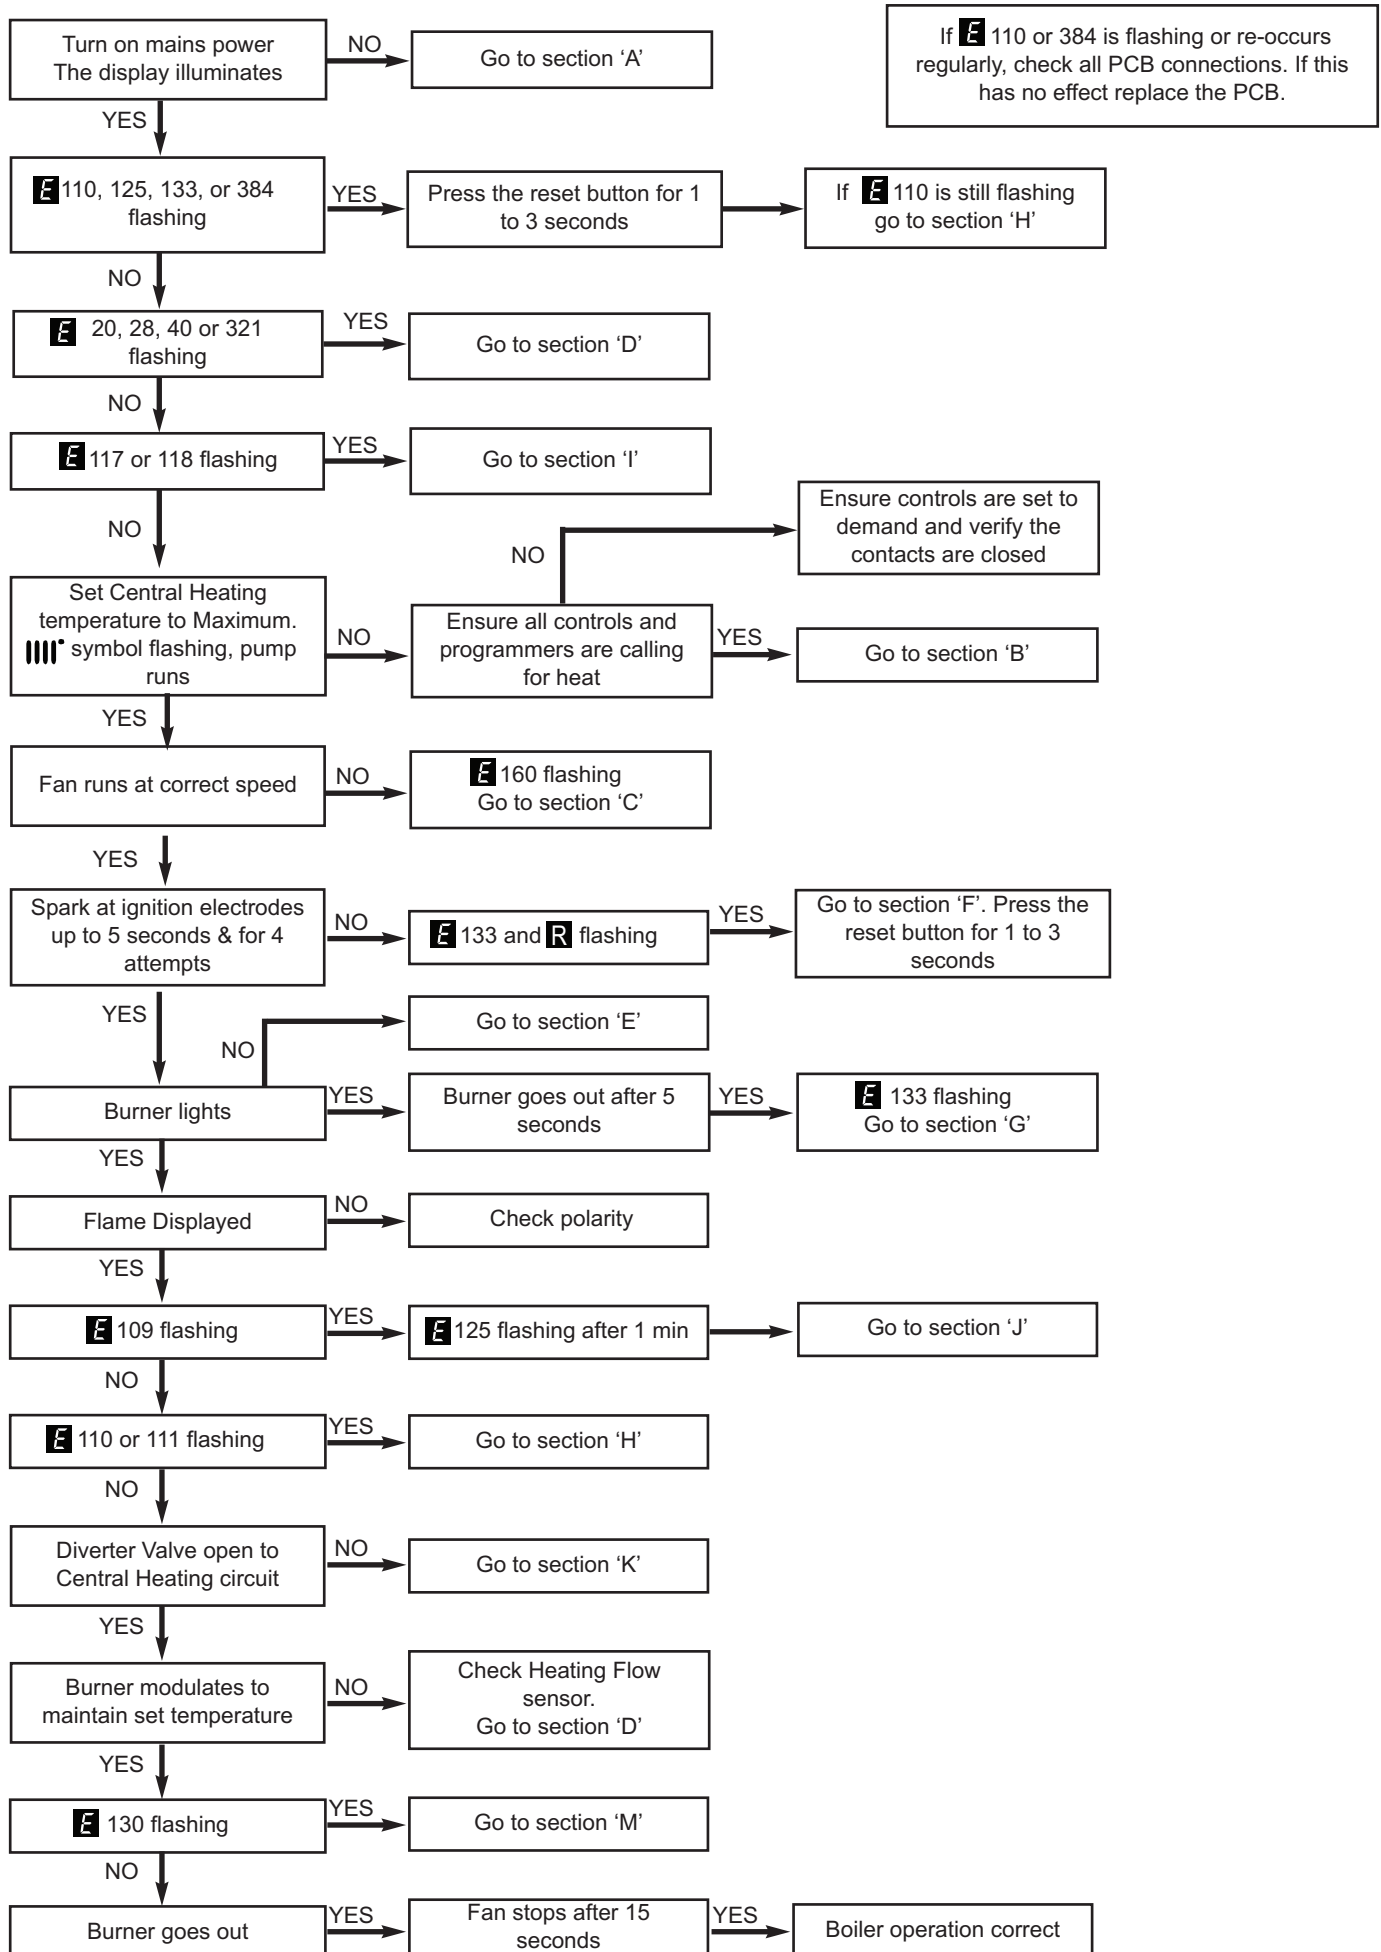 Turn on mains power
The display illuminates
NO
Go to section ‘A’
If E 110 or 384 is flashing or re-occurs
regularly, check all PCB connections. If this
has no effect replace the PCB.
YES
E 110, 125, 133, or 384
flashing
YES
Press the reset button for 1
to 3 seconds
If E 110 is still flashing
go to section ‘H’
NO
E 20, 28, 40 or 321
flashing
YES
Go to section ‘D’
NO
E 117 or 118 flashing
YES
Go to section ‘I’
NO
Set Central Heating
temperature to Maximum.
symbol flashing, pump
runs
NO
Ensure all controls and
programmers are calling
for heat
NO
Ensure controls are set to
demand and verify the
contacts are closed
YES
Go to section ‘B’
YES
Fan runs at correct speed
NO
E 160 flashing
Go to section ‘C’
YES
Spark at ignition electrodes
up to 5 seconds & for 4
attempts
NO
E 133 and R flashing
YES
Go to section ‘F’. Press the
reset button for 1 to 3
seconds
YES
NO
Go to section ‘E’
Burner lights
YES
Burner goes out after 5
seconds
YES
E 133 flashing
Go to section ‘G’
YES
Flame Displayed
NO
Check polarity
YES
E 109 flashing
YES
E 125 flashing after 1 min
Go to section ‘J’
NO
E 110 or 111 flashing
YES
Go to section ‘H’
NO
Diverter Valve open to
Central Heating circuit
NO
Go to section ‘K’
YES
Burner modulates to
maintain set temperature
NO
Check Heating Flow
sensor.
Go to section ‘D’
YES
E 130 flashing
YES
Go to section ‘M’
NO
Burner goes out
YES
Fan stops after 15
seconds
YES
Boiler operation correct